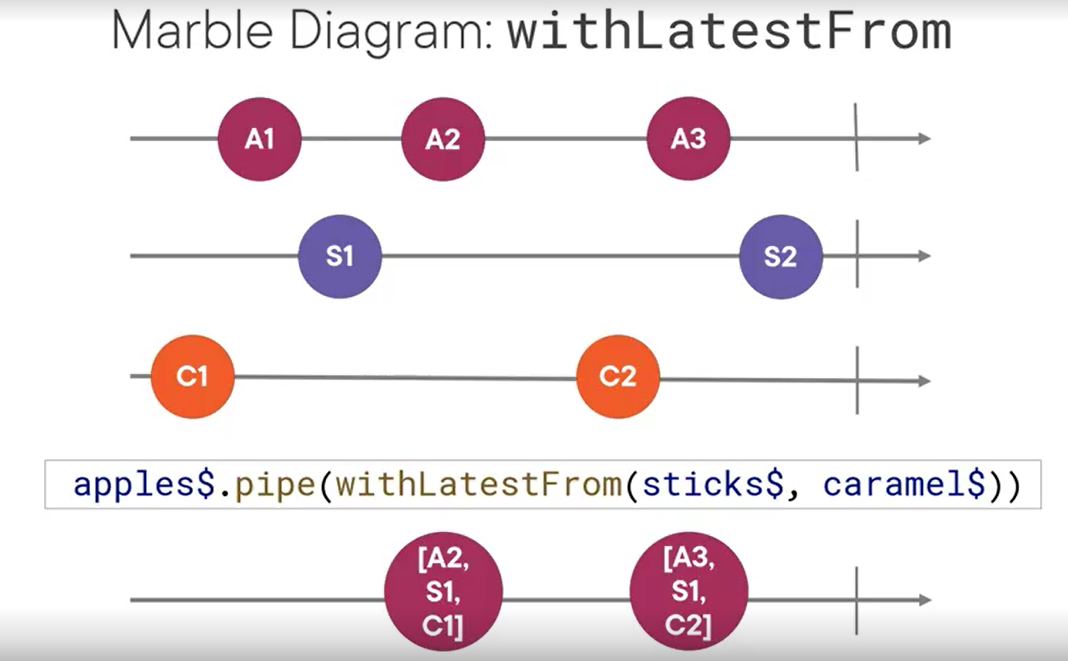 Marble Diagram: withLatestFrom
A1 A2 A3
S1 S2
C1 C2
apples$.pipe(withLatestFrom(sticks$, caramel$))
[A2,
S1,
C1]
[A3,
S1,
C2]